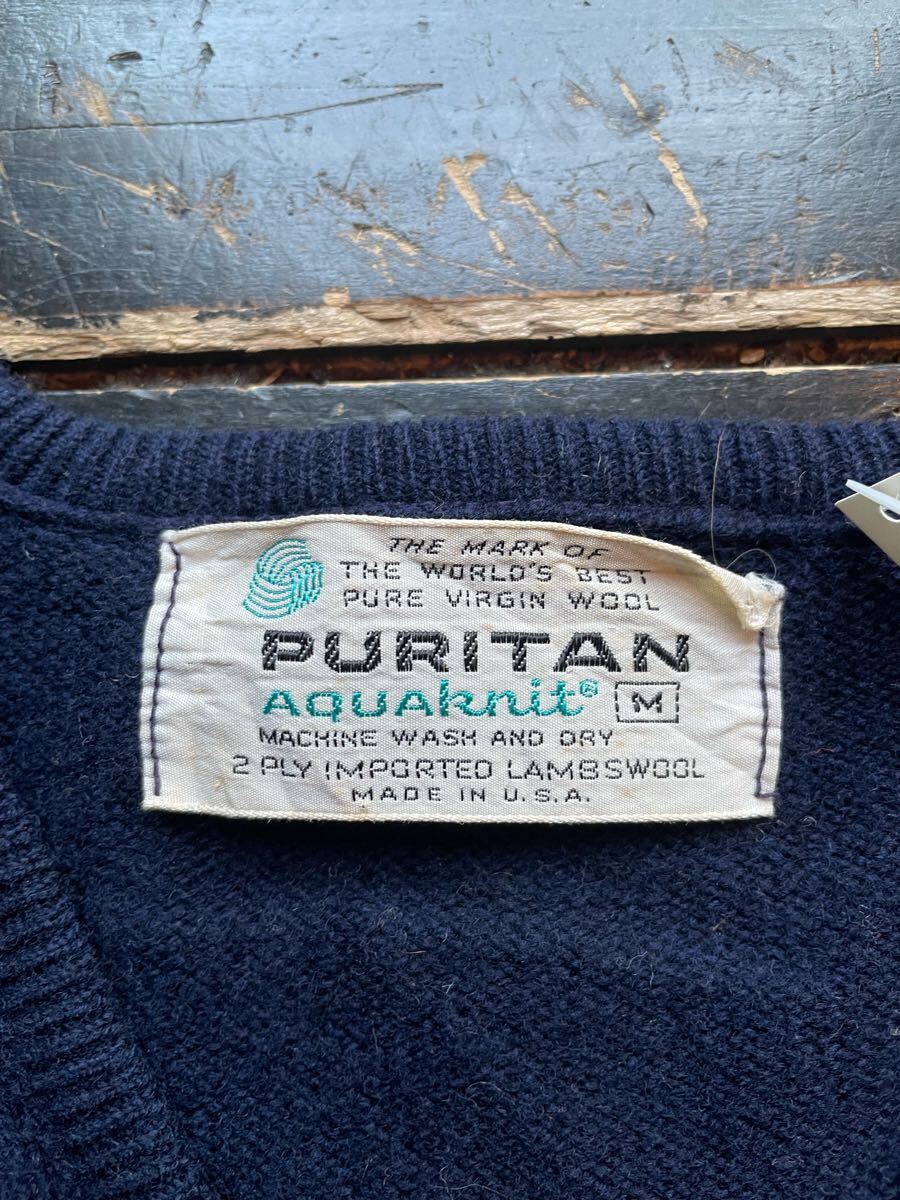 THE MARK OF
THE WORLD'S BEST
PURE VIRGIN WOOL
PURITAN
AQUAknit® M
MACHINE WASH AND DRY
2 PLY IMPORTED LAMBSWOOL
MADE IN U.S.A.